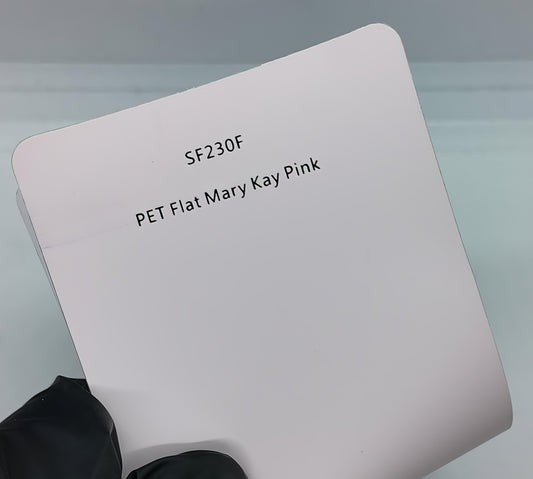 SF230F
PET Flat Mary Kay Pink